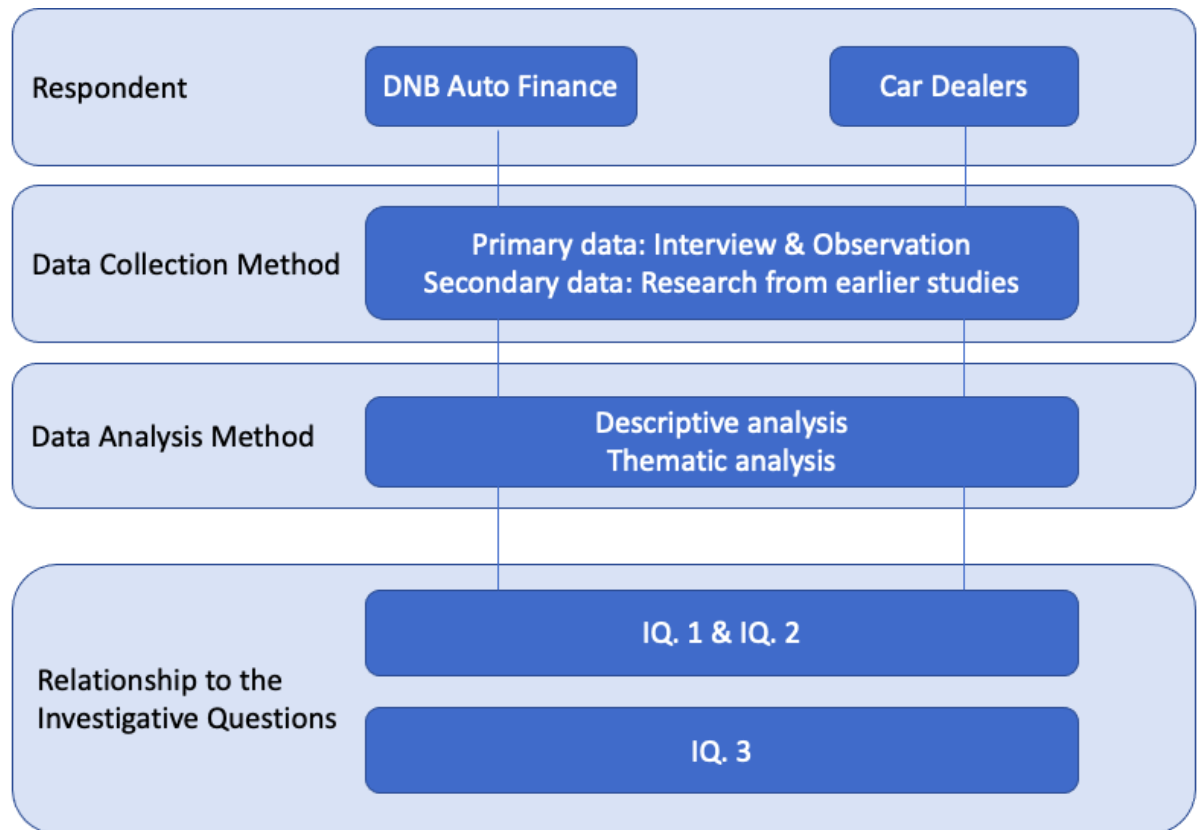 Respondent
DNB Auto Finance
Car Dealers
Data Collection Method
Primary data: Interview & Observation
Secondary data: Research from earlier studies
Data Analysis Method
Descriptive analysis
Thematic analysis
Relationship to the
Investigative Questions
IQ. 1 & IQ. 2
IQ. 3